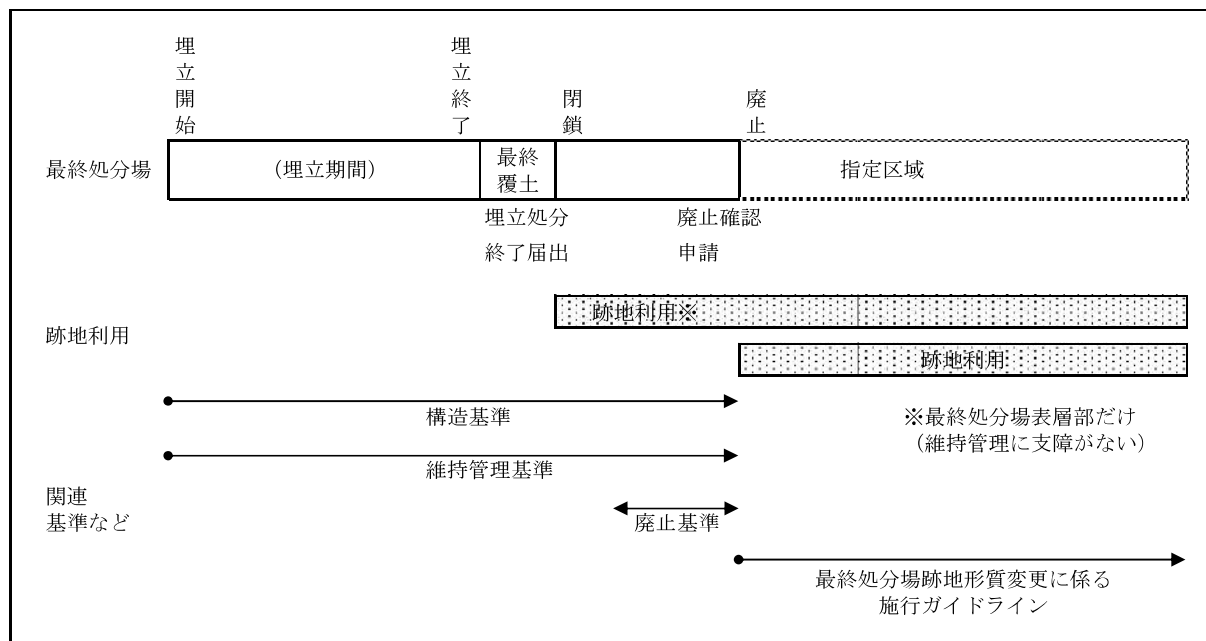 埋立開始
埋立終了
閉鎖
廃止
最終処分場
（埋立期間）
最終
覆土
指定区域
埋立処分
終了届出
廃止確認
申請
跡地利用
跡地利用※
跡地利用
構造基準
※最終処分場表層部だけ
（維持管理に支障がない）
維持管理基準
関連
基準など
廃止基準
最終処分場跡地形質変更に係る
施行ガイドライン